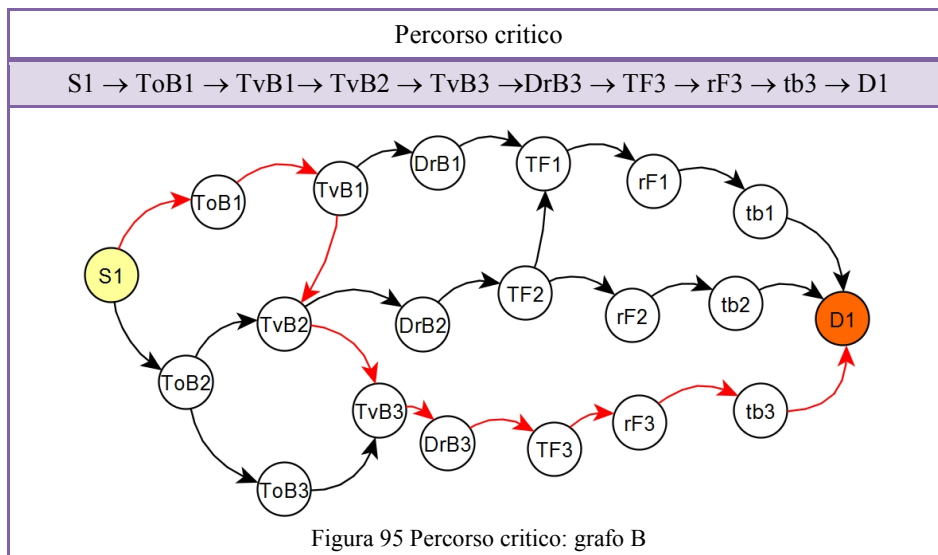 Percorso critico
S1 → ToB1 → TvB1→ TvB2 → TvB3 →DrB3 → TF3 → rF3 → tb3 → D1
DrB1
TF1
rF1
TvB1
ToB1
tb1
S1
TF2
tb2
TvB2
DrB2
rF2
D1
ToB2
TvB3
tb3
rF3
DrB3
TF3
ToB3
Figura 95 Percorso critico: grafo B